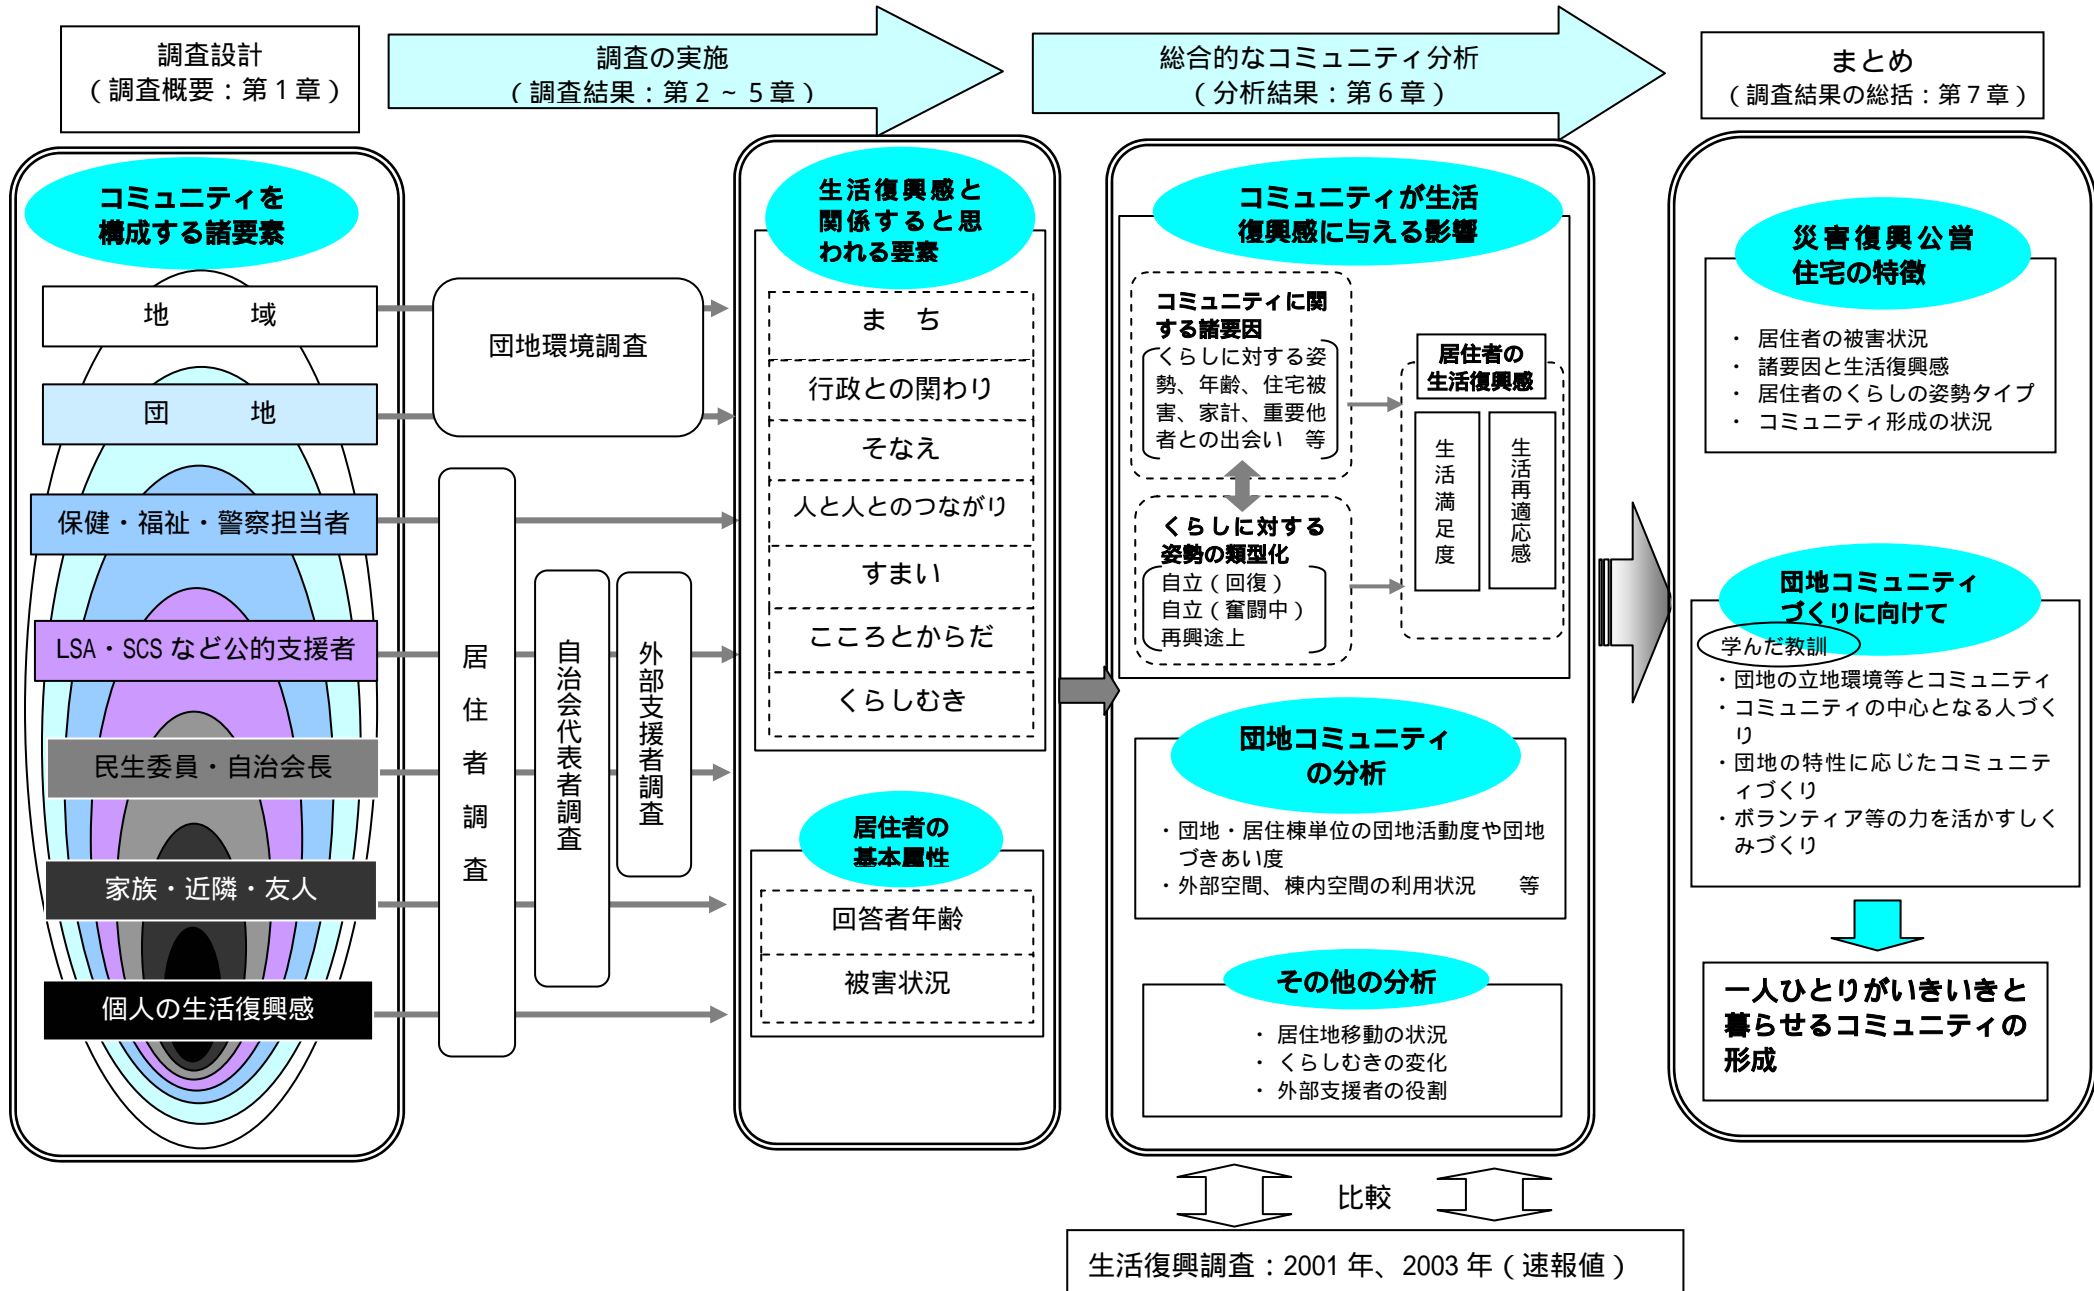 調査設計
（調査概要：第１章）
調査の実施
（調査結果：第２～５章）
総合的なコミュニティ分析
（分析結果：第６章）
まとめ
（調査結果の総括：第７章）
コミュニティを
構成する諸要素
地　　　域
団　　　地
保健・福祉・警察担当者
LSA・SCS など公的支援者
民生委員・自治会長
家族・近隣・友人
個人の生活復興感
団地環境調査
居住者調査
自治会代表者調査
外部支援者調査
生活復興感と
関係すると思
われる要素
ま　ち
行政との関わり
そなえ
人と人とのつながり
すまい
こころとからだ
くらしむき
居住者の
基本属性
回答者年齢
被害状況
コミュニティが生活
復興感に与える影響
コミュニティに関
する諸要因
くらしに対する姿
勢、年齢、住宅被
害、家計、重要他
者との出会い　等
くらしに対する
姿勢の類型化
自立（回復）
自立（奮闘中）
再興途上
居住者の
生活復興感
生活満足度
生活再適応感
団地コミュニティ
の分析
・団地・居住棟単位の団地活動度や団地
づきあい度
・外部空間、棟内空間の利用状況　　等
その他の分析
・ 居住地移動の状況
・ くらしむきの変化
・ 外部支援者の役割
比較
生活復興調査：2001 年、2003 年（速報値）
災害復興公営
住宅の特徴
・ 居住者の被害状況
・ 諸要因と生活復興感
・ 居住者のくらしの姿勢タイプ
・ コミュニティ形成の状況
団地コミュニティ
づくりに向けて
学んだ教訓
・団地の立地環境等とコミュニティ
・コミュニティの中心となる人づく
り
・団地の特性に応じたコミュニテ
ィづくり
・ボランティア等の力を活かすしく
みづくり
一人ひとりがいきいきと
暮らせるコミュニティの
形成